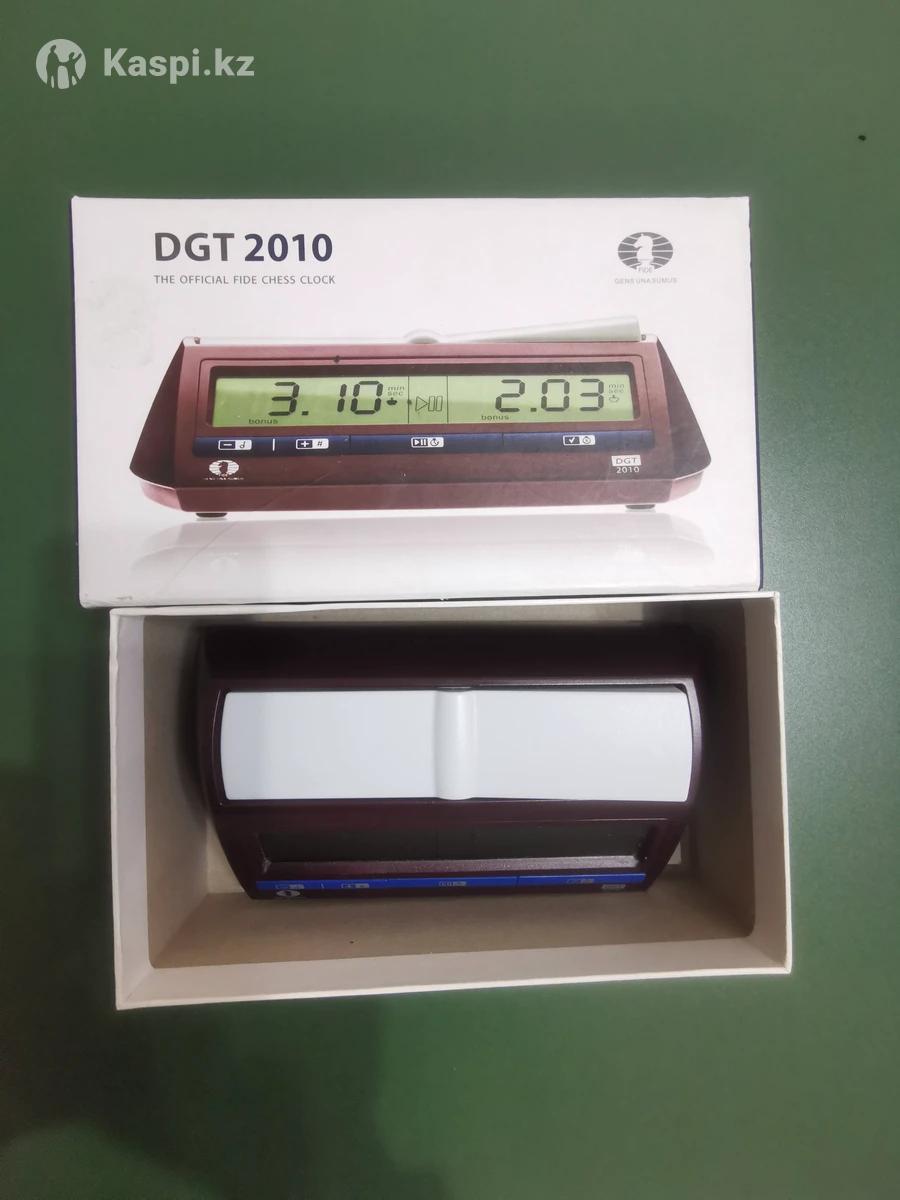 Kaspi.kz
DGT 2010
THE OFFICIAL FIDE CHESS CLOCK
FIDE
GENS UNA SUMUS
3.10 min sec
bonus
2.03 min sec
bonus
- + #
DGT
2010